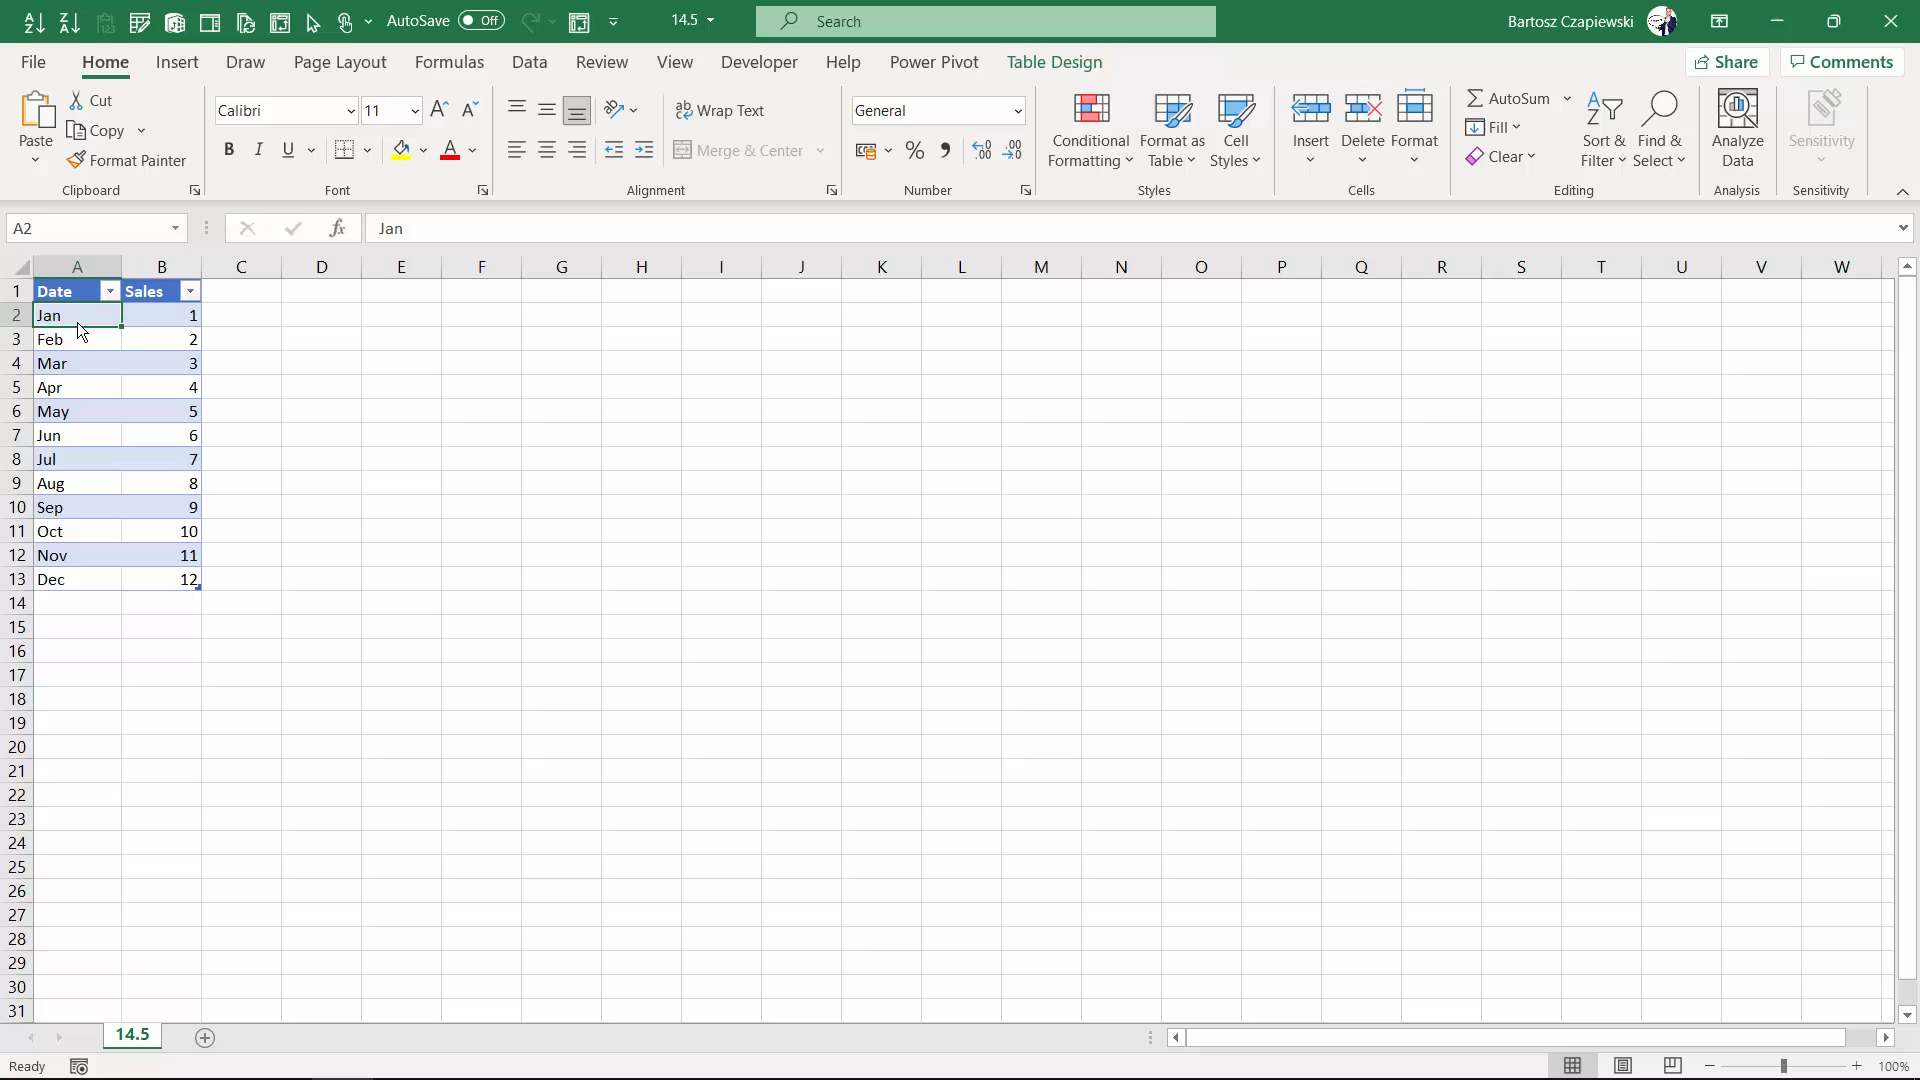 AutoSave Off 14.5 Search Bartosz Czapiewski
File Home Insert Draw Page Layout Formulas Data Review View Developer Help Power Pivot Table Design Share Comments
Paste Cut
Copy
Format Painter
Clipboard
Calibri 11
B I U A
Font
Wrap Text
Merge & Center
Alignment
General
Number
Conditional Formatting
Format as Table
Cell Styles
Styles
Insert Delete Format
Cells
AutoSum
Fill
Clear
Sort & Filter
Find & Select
Editing
Analyze Data
Analysis
Sensitivity
Sensitivity
A2 fx Jan
A B C D E F G H I J K L M N O P Q R S T U V W
1 Date Sales
2 Jan 1
3 Feb 2
4 Mar 3
5 Apr 4
6 May 5
7 Jun 6
8 Jul 7
9 Aug 8
10 Sep 9
11 Oct 10
12 Nov 11
13 Dec 12
14
15
16
17
18
19
20
21
22
23
24
25
26
27
28
29
30
31
14.5
Ready 100%